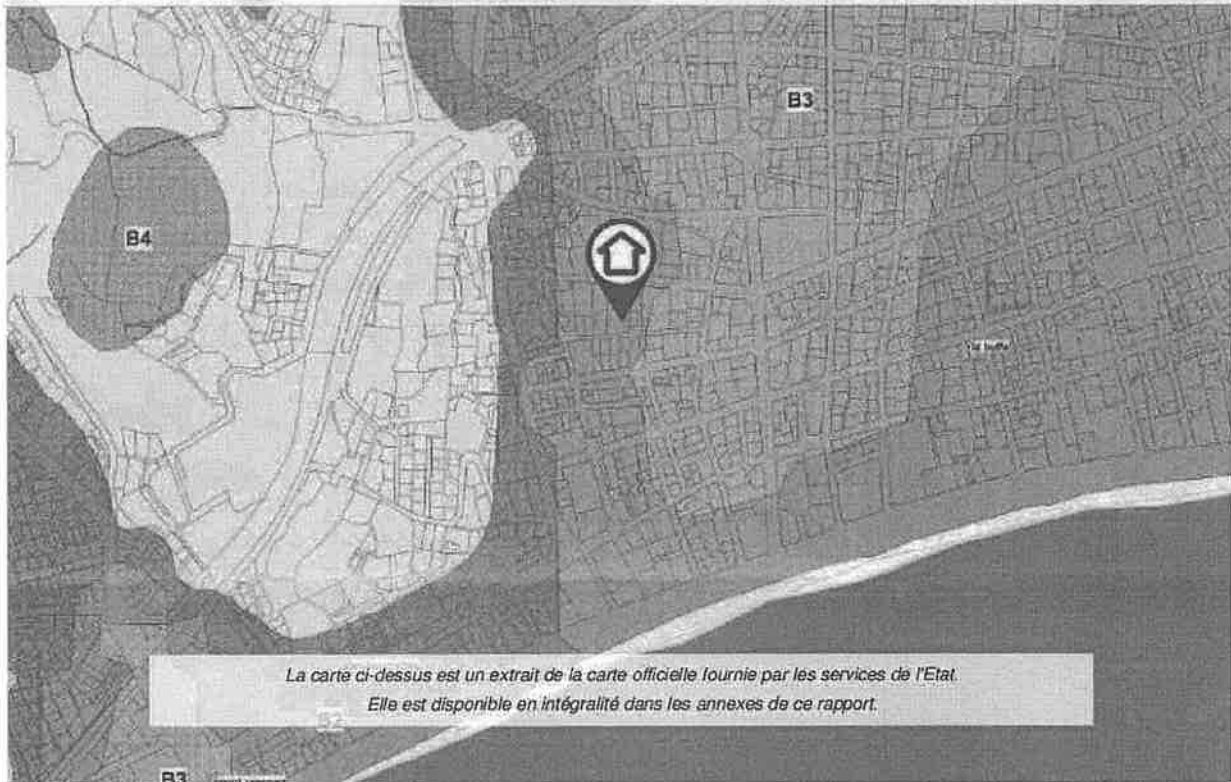 B3
B4
La carte ci-dessus est un extrait de la carte officielle fournie par les services de l'Etat.
Elle est disponible en intégralité dans les annexes de ce rapport.
B2
B3